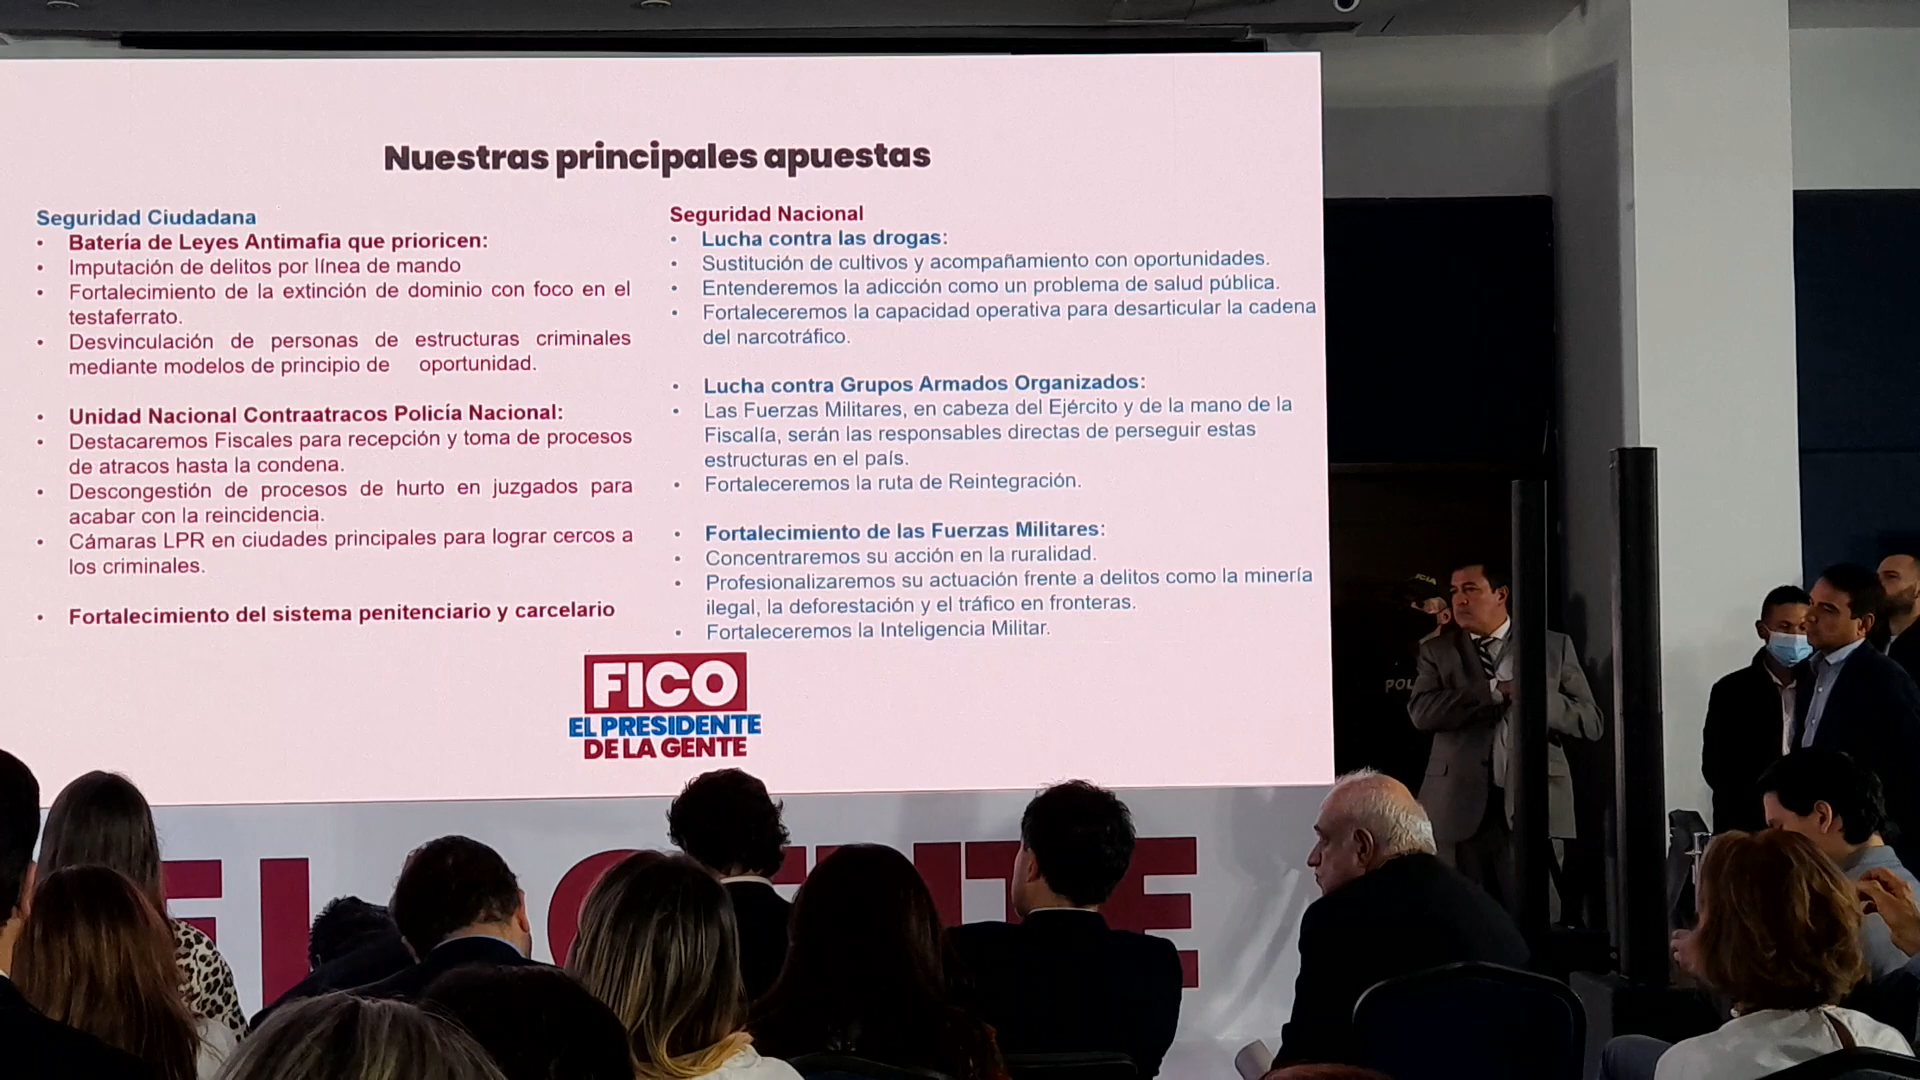 Nuestras principales apuestas
Seguridad Ciudadana
• Batería de Leyes Antimafia que prioricen:
• Imputación de delitos por línea de mando
• Fortalecimiento de la extinción de dominio con foco en el
testaferrato.
• Desvinculación de personas de estructuras criminales
mediante modelos de principio de oportunidad.
• Unidad Nacional Contraatracos Policía Nacional:
• Destacaremos Fiscales para recepción y toma de procesos
de atracos hasta la condena.
• Descongestión de procesos de hurto en juzgados para
acabar con la reincidencia.
• Cámaras LPR en ciudades principales para lograr cercos a
los criminales.
• Fortalecimiento del sistema penitenciario y carcelario
Seguridad Nacional
• Lucha contra las drogas:
• Sustitución de cultivos y acompañamiento con oportunidades.
• Entenderemos la adicción como un problema de salud pública.
• Fortaleceremos la capacidad operativa para desarticular la cadena
del narcotráfico.
• Lucha contra Grupos Armados Organizados:
• Las Fuerzas Militares, en cabeza del Ejército y de la mano de la
Fiscalía, serán las responsables directas de perseguir estas
estructuras en el país.
• Fortaleceremos la ruta de Reintegración.
• Fortalecimiento de las Fuerzas Militares:
• Concentraremos su acción en la ruralidad.
• Profesionalizaremos su actuación frente a delitos como la minería
ilegal, la deforestación y el tráfico en fronteras.
• Fortaleceremos la Inteligencia Militar.
FICO
EL PRESIDENTE
DE LA GENTE
POL